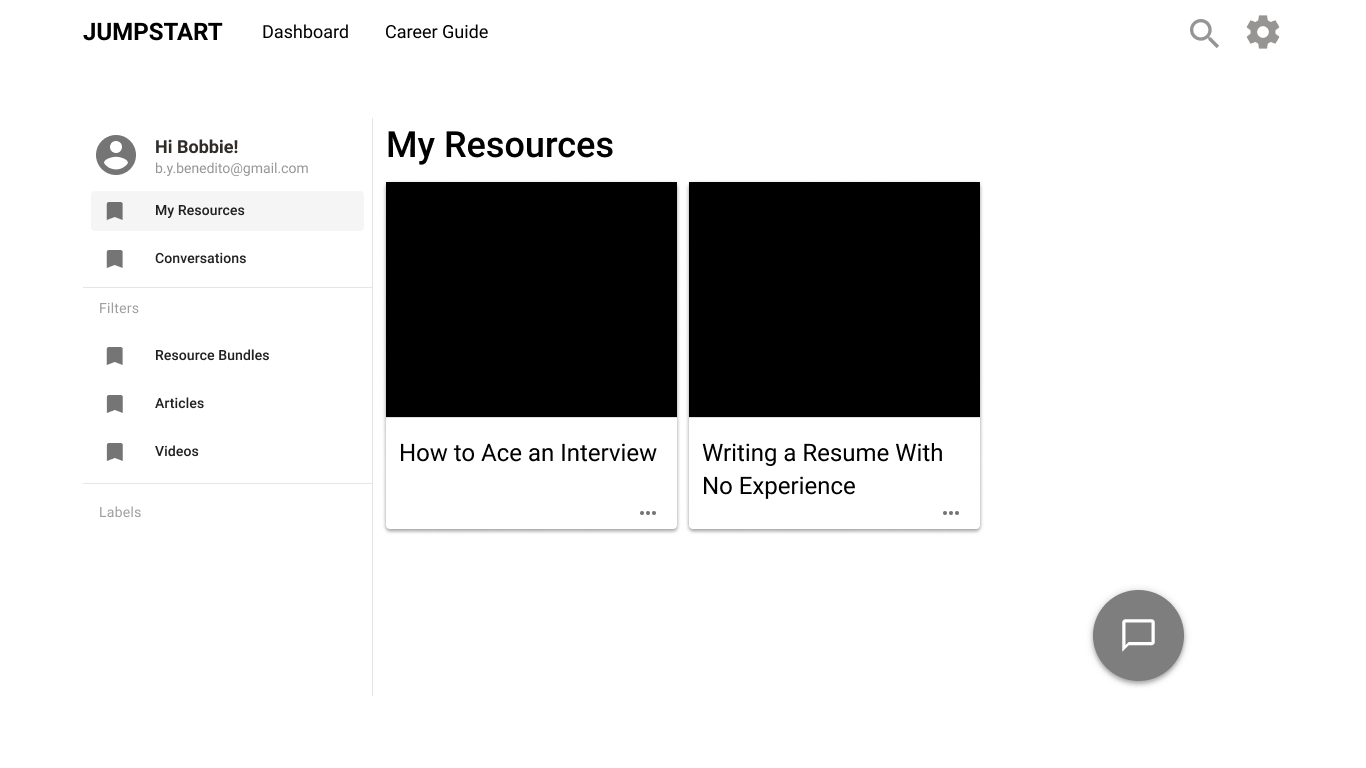 JUMPSTART
Dashboard
Career Guide
Hi Bobbie!
b.y.benedito@gmail.com
My Resources
Conversations
Filters
Resource Bundles
Articles
Videos
Labels
My Resources
How to Ace an Interview
Writing a Resume With
No Experience